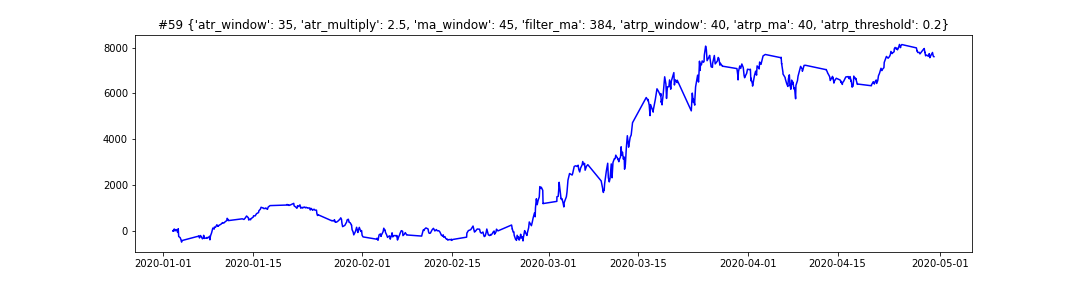 #59 {'atr_window': 35, 'atr_multiply': 2.5, 'ma_window': 45, 'filter_ma': 384, 'atrp_window': 40, 'atrp_ma': 40, 'atrp_threshold': 0.2}
8000
6000
4000
2000
0
2020-01-01 2020-01-15 2020-02-01 2020-02-15 2020-03-01 2020-03-15 2020-04-01 2020-04-15 2020-05-01